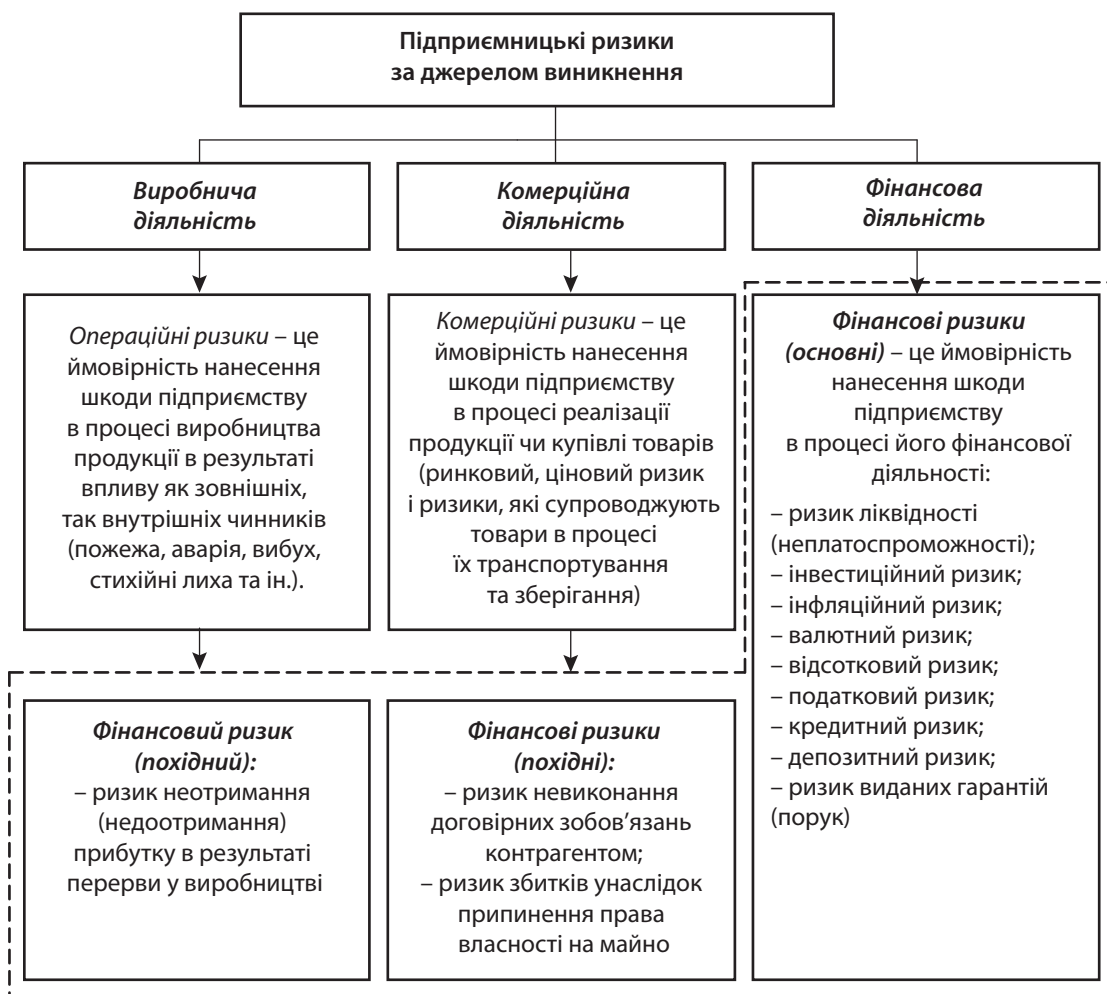 Підприємницькі ризики
за джерелом виникнення
Виробнича
діяльність
Комерційна
діяльність
Фінансова
діяльність
Операційні ризики – це
ймовірність нанесення
шкоди підприємству
в процесі виробництва
продукції в результаті
впливу як зовнішніх,
так внутрішніх чинників
(пожежа, аварія, вибух,
стихійні лиха та ін.).
Комерційні ризики – це
ймовірність нанесення
шкоди підприємству
в процесі реалізації
продукції чи купівлі товарів
(ринковий, ціновий ризик
і ризики, які супроводжують
товари в процесі
їх транспортування
та зберігання)
Фінансові ризики
(основні) – це ймовірність
нанесення шкоди
підприємству
в процесі його фінансової
діяльності:
– ризик ліквідності
(неплатоспроможності);
– інвестиційний ризик;
– інфляційний ризик;
– валютний ризик;
– відсотковий ризик;
– податковий ризик;
– кредитний ризик;
– депозитний ризик;
– ризик виданих гарантій
(порук)
Фінансовий ризик
(похідний):
– ризик неотримання
(недоотримання)
прибутку в результаті
перерви у виробництві
Фінансові ризики
(похідні):
– ризик невиконання
договірних зобов’язань
контрагентом;
– ризик збитків унаслідок
припинення права
власності на майно